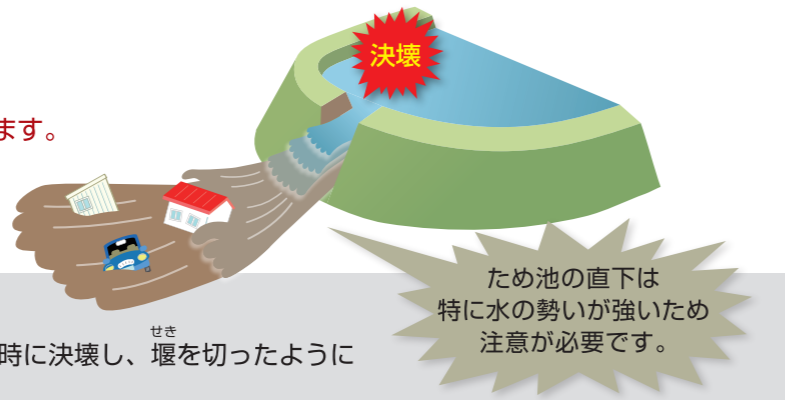 決壊
ます。
ため池の直下は
特に水の勢いが強いため
注意が必要です。
せき
時に決壊し、堰を切ったように